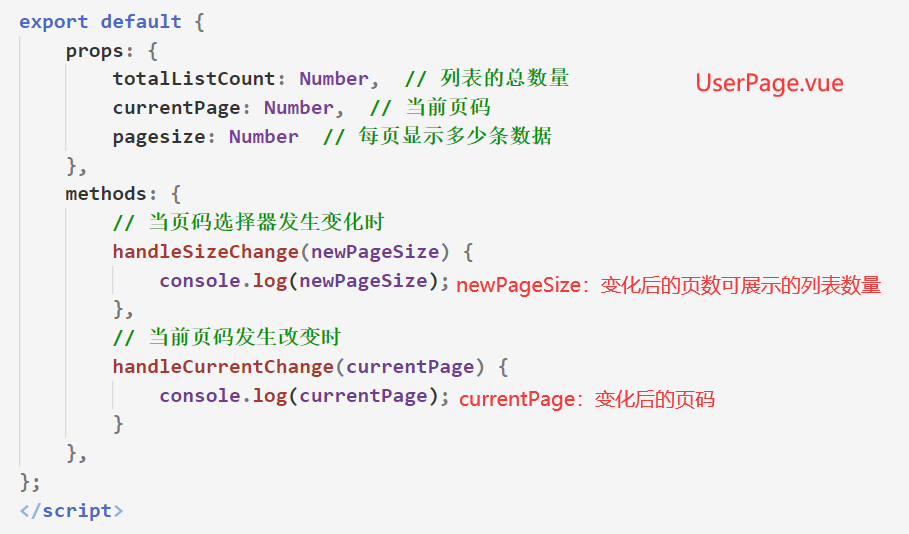 export default {
props: {
totalListCount: Number,  // 列表的总数量
UserPage.vue
currentPage: Number,  // 当前页码
pagesize: Number  // 每页显示多少条数据
},
methods: {
// 当页码选择器发生变化时
handleSizeChange(newPageSize) {
console.log(newPageSize); newPageSize：变化后的页数可展示的列表数量
},
// 当前页码发生改变时
handleCurrentChange(currentPage) {
console.log(currentPage); currentPage：变化后的页码
}
},
};
</script>